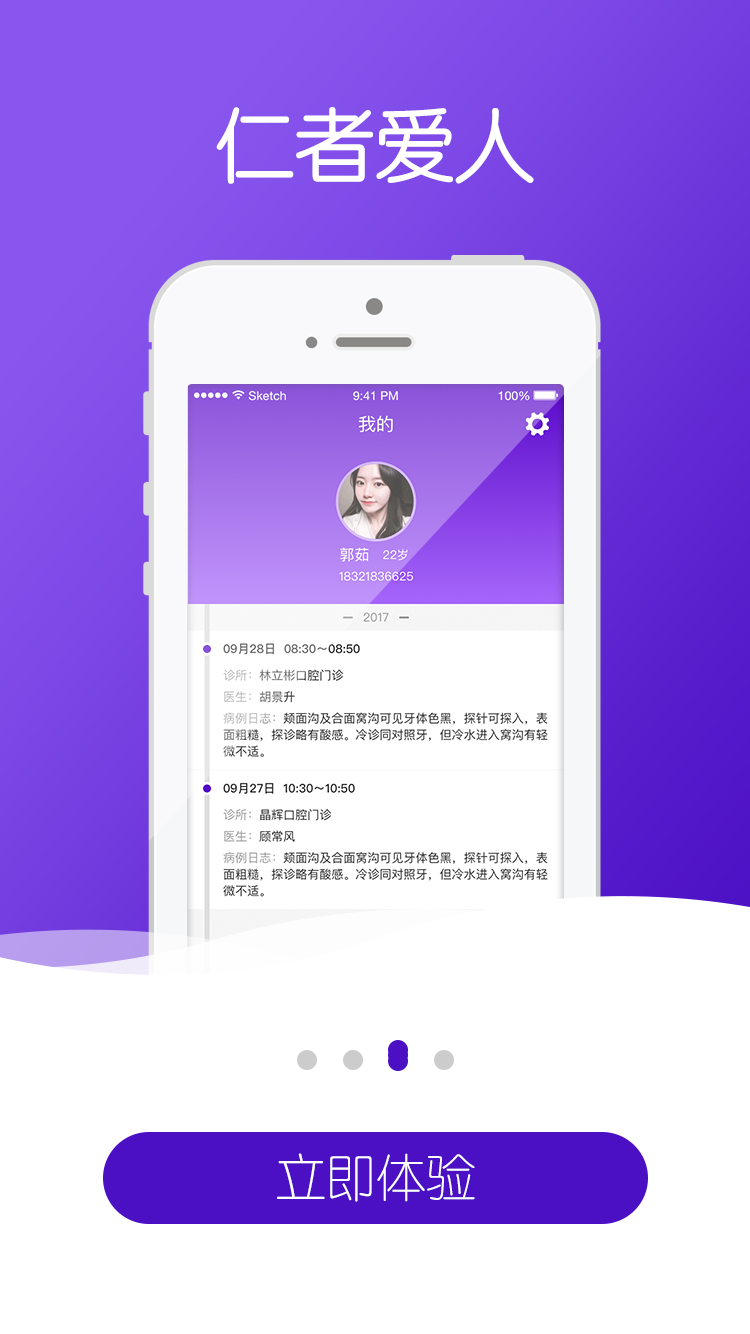 仁者爱人
Sketch 9:41 PM 100%
我的
郭茹 22岁
18321836625
2017
09月28日 08:30～08:50
诊所：林立彬口腔门诊
医生：胡景升
病例日志：颊面沟及合面窝沟可见牙体色黑，探针可探入，表
面粗糙，探诊略有酸感。冷诊同对照牙，但冷水进入窝沟有轻
微不适。
09月27日 10:30～10:50
诊所：晶辉口腔门诊
医生：顾常风
病例日志：颊面沟及合面窝沟可见牙体色黑，探针可探入，表
面粗糙，探诊略有酸感。冷诊同对照牙，但冷水进入窝沟有轻
微不适。
立即体验